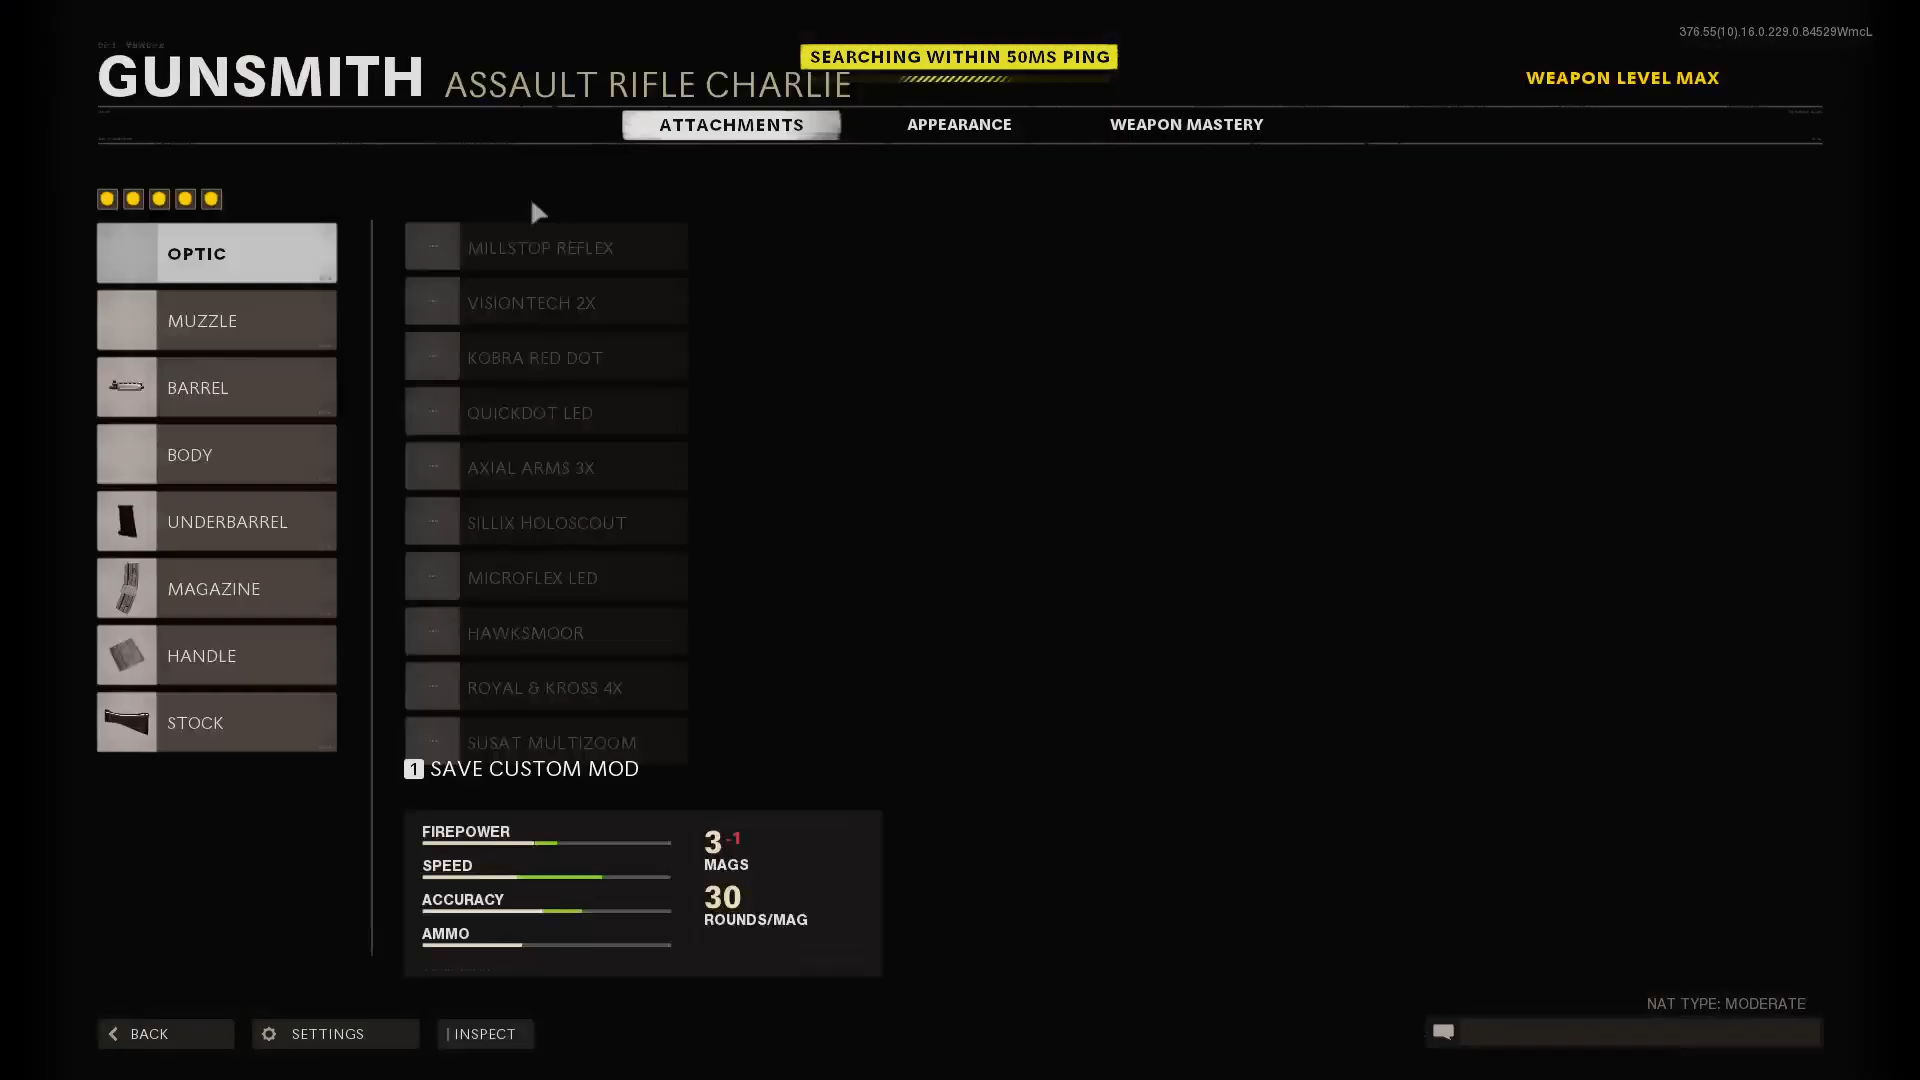 376.55(10).16.0.229.0.84529WmcL
GUNSMITH ASSAULT RIFLE CHARLIE
SEARCHING WITHIN 50MS PING
WEAPON LEVEL MAX
ATTACHMENTS
APPEARANCE
WEAPON MASTERY
OPTIC
MUZZLE
BARREL
BODY
UNDERBARREL
MAGAZINE
HANDLE
STOCK
MILLSTOP REFLEX
VISIONTECH 2X
KOBRA RED DOT
QUICKDOT LED
AXIAL ARMS 3X
SILLIX HOLOSCOUT
MICROFLEX LED
HAWKSMOOR
ROYAL & KROSS 4X
SUSAT MULTIZOOM
1 SAVE CUSTOM MOD
FIREPOWER
SPEED
ACCURACY
AMMO
3 -1
MAGS
30
ROUNDS/MAG
NAT TYPE: MODERATE
BACK
SETTINGS
INSPECT